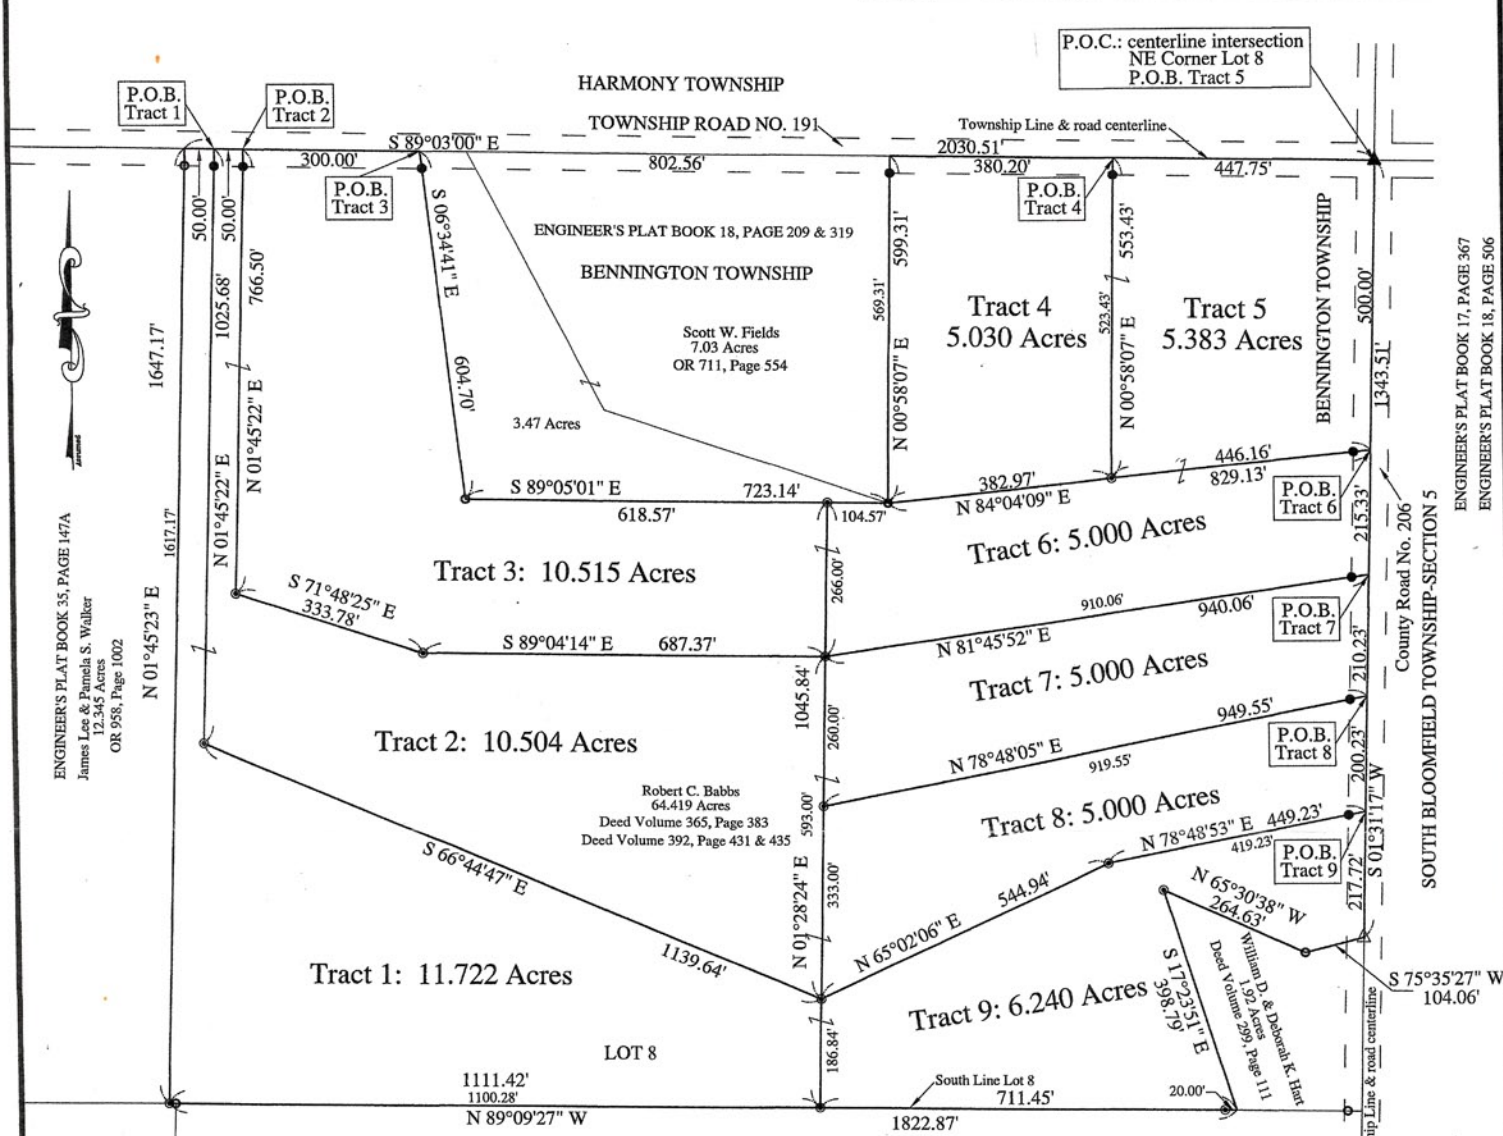 P.O.C.: centerline intersection
NE Corner Lot 8
P.O.B. Tract 5
HARMONY TOWNSHIP
P.O.B.
Tract 1
P.O.B.
Tract 2
TOWNSHIP ROAD NO. 191
Township Line & road centerline
S 89°03'00" E
2030.51'
300.00'
802.56'
380.20'
447.75'
P.O.B.
Tract 3
P.O.B.
Tract 4
50.00'
50.00'
1025.68'
766.50'
S 06°34'41" E
604.70'
ENGINEER'S PLAT BOOK 18, PAGE 209 & 319
BENNINGTON TOWNSHIP
Scott W. Fields
7.03 Acres
OR 711, Page 554
3.47 Acres
599.31'
569.31'
N 00°58'07" E
Tract 4
5.030 Acres
553.43'
523.43'
N 00°58'07" E
Tract 5
5.383 Acres
BENNINGTON TOWNSHIP
500.00'
1343.51'
ENGINEER'S PLAT BOOK 17, PAGE 367
ENGINEER'S PLAT BOOK 18, PAGE 506
Assumed
1647.17'
1617.17'
N 01°45'23" E
N 01°45'22" E
N 01°45'22" E
ENGINEER'S PLAT BOOK 35, PAGE 147A
James Lee & Pamela S. Walker
12.345 Acres
OR 958, Page 1002
S 89°05'01" E
723.14'
618.57'
104.57'
382.97'
N 84°04'09" E
446.16'
829.13'
P.O.B.
Tract 6
215.33'
County Road No. 206
SOUTH BLOOMFIELD TOWNSHIP-SECTION 5
Tract 6: 5.000 Acres
Tract 3: 10.515 Acres
266.00'
S 71°48'25" E
333.78'
S 89°04'14" E
687.37'
910.06'
940.06'
N 81°45'52" E
P.O.B.
Tract 7
210.23'
Tract 7: 5.000 Acres
1045.84'
260.00'
Tract 2: 10.504 Acres
949.55'
N 78°48'05" E
919.55'
P.O.B.
Tract 8
200.23'
S 01°31'17" W
Robert C. Babbs
64.419 Acres
Deed Volume 365, Page 383
Deed Volume 392, Page 431 & 435
593.00'
Tract 8: 5.000 Acres
N 78°48'53" E
449.23'
419.23'
P.O.B.
Tract 9
217.72'
S 66°44'47" E
1139.64'
N 01°28'24" E
333.00'
544.94'
N 65°02'06" E
N 65°30'38" W
264.63'
S 75°35'27" W
104.06'
Tract 1: 11.722 Acres
Tract 9: 6.240 Acres
S 17°23'51" E
398.79'
William D. & Deborah K. Hart
1.92 Acres
Deed Volume 299, Page 111
186.84'
LOT 8
1111.42'
1100.28'
N 89°09'27" W
South Line Lot 8
711.45'
20.00'
1822.87'
ip Line & road centerline